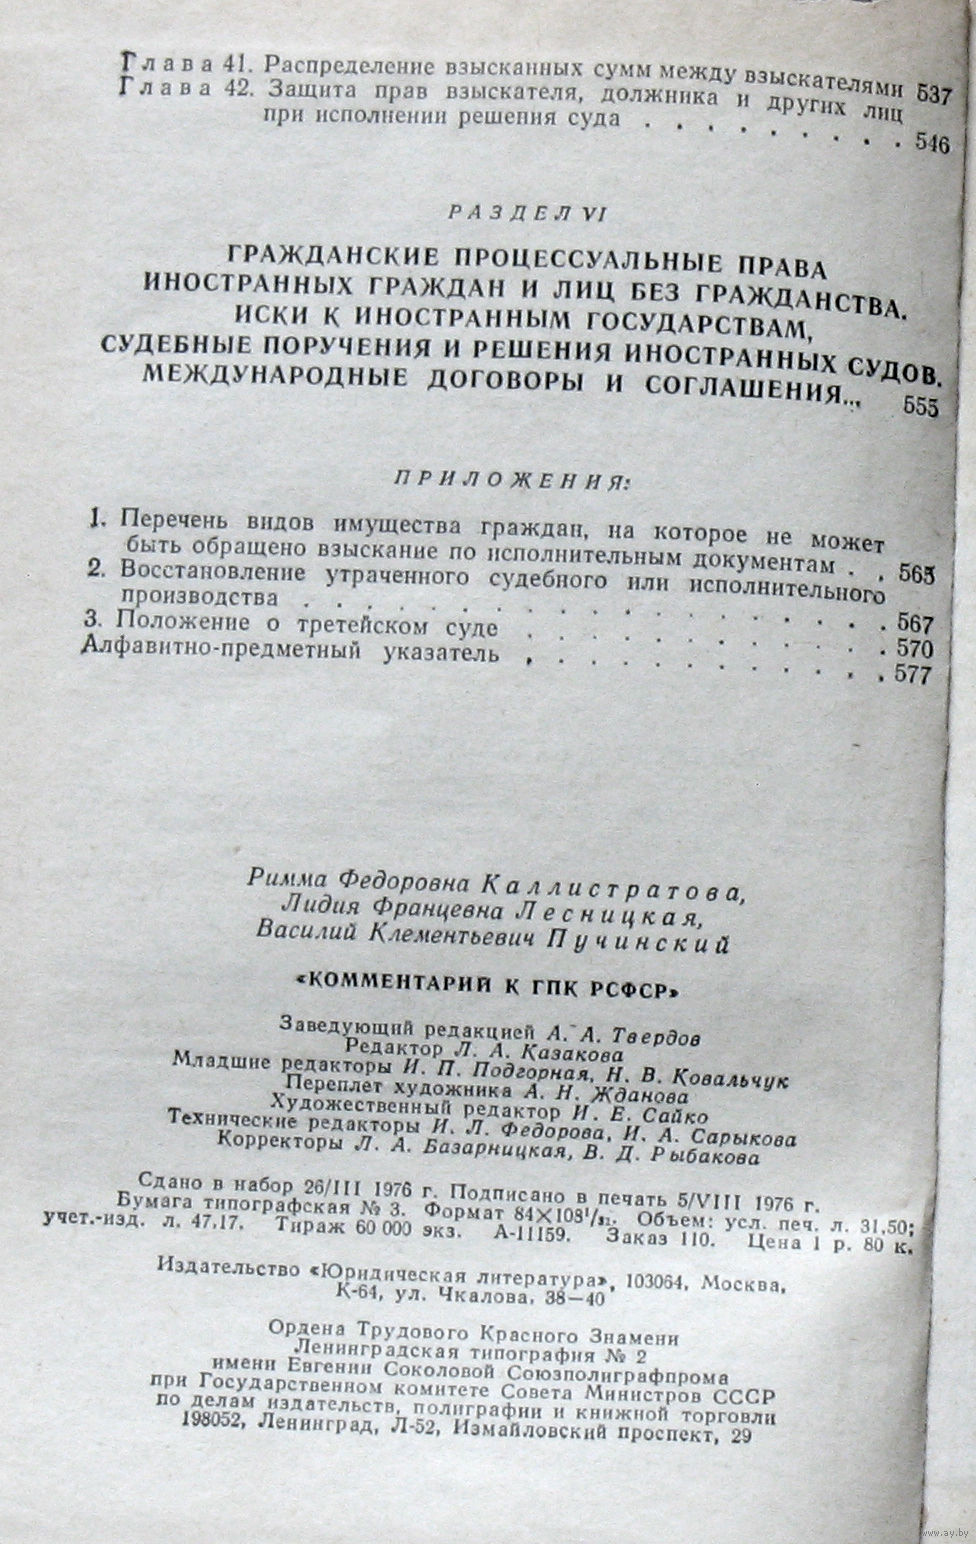 Глава 41. Распределение взысканных сумм между взыскателями 537
Глава 42. Защита прав взыскателя, должника и других лиц
при исполнении решения суда . . . . . . . . . 546
РАЗДЕЛ VI
ГРАЖДАНСКИЕ ПРОЦЕССУАЛЬНЫЕ ПРАВА
ИНОСТРАННЫХ ГРАЖДАН И ЛИЦ БЕЗ ГРАЖДАНСТВА.
ИСКИ К ИНОСТРАННЫМ ГОСУДАРСТВАМ,
СУДЕБНЫЕ ПОРУЧЕНИЯ И РЕШЕНИЯ ИНОСТРАННЫХ СУДОВ.
МЕЖДУНАРОДНЫЕ ДОГОВОРЫ И СОГЛАШЕНИЯ... 555
ПРИЛОЖЕНИЯ:
1. Перечень видов имущества граждан, на которое не может
быть обращено взыскание по исполнительным документам . . 565
2. Восстановление утраченного судебного или исполнительного
производства . . . . . . . . . . . . . . . . . . . 567
3. Положение о третейском суде . . . . . . . . . . . . 570
Алфавитно-предметный указатель . . . . . . . . . . . . 577
Римма Федоровна Каллистратова,
Лидия Францевна Лесницкая,
Василий Клементьевич Пучинский
«КОММЕНТАРИЙ К ГПК РСФСР»
Заведующий редакцией А. А. Твердов
Редактор Л. А. Казакова
Младшие редакторы И. П. Подгорная, Н. В. Ковальчук
Переплет художника А. Н. Жданова
Художественный редактор И. Е. Сайко
Технические редакторы И. Л. Федорова, И. А. Сарыкова
Корректоры Л. А. Базарницкая, В. Д. Рыбакова
Сдано в набор 26/III 1976 г. Подписано в печать 5/VIII 1976 г.
Бумага типографская № 3. Формат 84×108¹/₃₂. Объем: усл. печ. л. 31,50;
учет.-изд. л. 47.17. Тираж 60 000 экз. А-11159. Заказ 110. Цена 1 р. 80 к.
Издательство «Юридическая литература», 103064, Москва,
К-64, ул. Чкалова, 38—40
Ордена Трудового Красного Знамени
Ленинградская типография № 2
имени Евгении Соколовой Союзполиграфпрома
при Государственном комитете Совета Министров СССР
по делам издательств, полиграфии и книжной торговли
198052, Ленинград, Л-52, Измайловский проспект, 29
www.ay.by